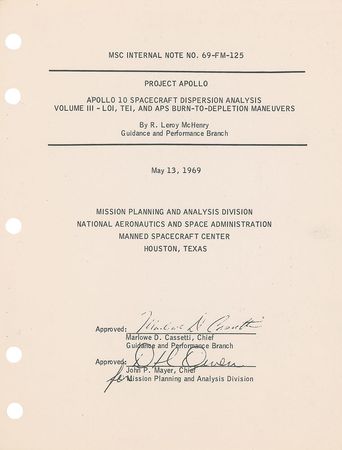 MSC INTERNAL NOTE NO. 69-FM-125
PROJECT APOLLO
APOLLO 10 SPACECRAFT DISPERSION ANALYSIS
VOLUME III - LOI, TEI, AND APS BURN-TO-DEPLETION MANEUVERS
By R. Leroy McHenry
Guidance and Performance Branch
May 13, 1969
MISSION PLANNING AND ANALYSIS DIVISION
NATIONAL AERONAUTICS AND SPACE ADMINISTRATION
MANNED SPACECRAFT CENTER
HOUSTON, TEXAS
Approved: Marlowe D. Cassetti
Marlowe D. Cassetti, Chief
Guidance and Performance Branch
Approved:
John P. Mayer, Chief
for Mission Planning and Analysis Division